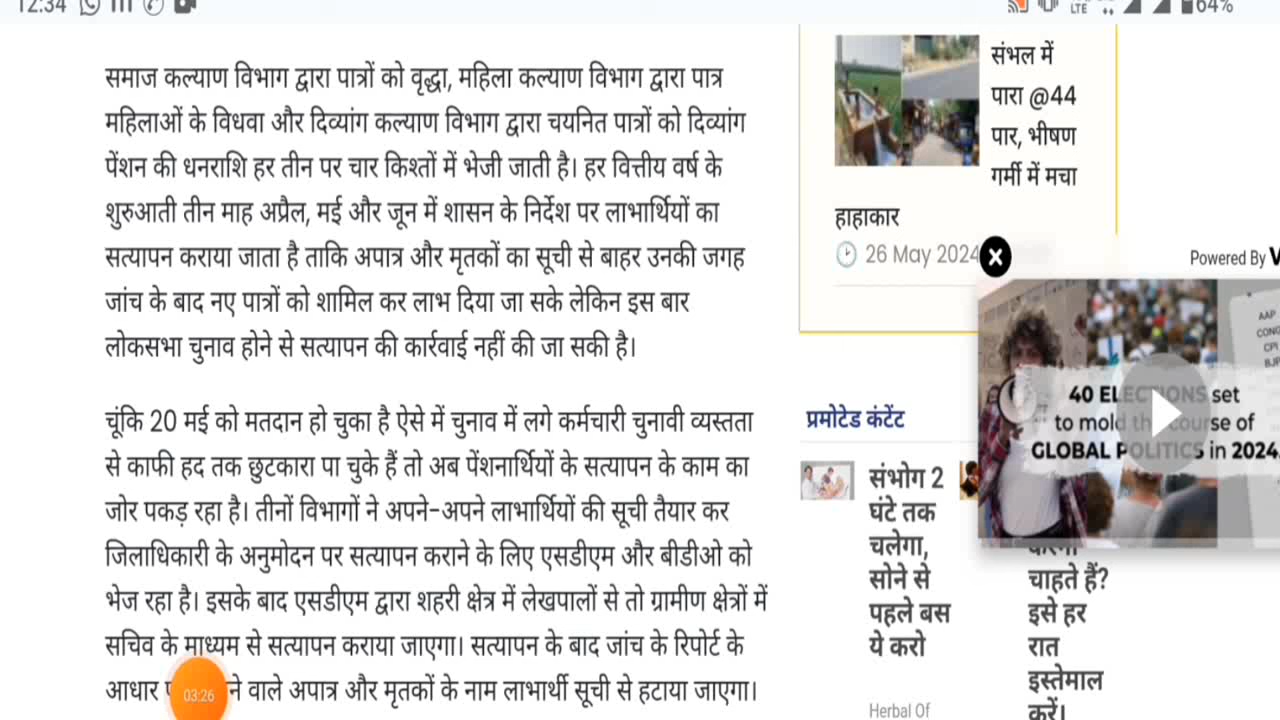 12:34
LTE
64%
समाज कल्याण विभाग द्वारा पात्रों को वृद्धा, महिला कल्याण विभाग द्वारा पात्र
महिलाओं के विधवा और दिव्यांग कल्याण विभाग द्वारा चयनित पात्रों को दिव्यांग
पेंशन की धनराशि हर तीन पर चार किश्तों में भेजी जाती है। हर वित्तीय वर्ष के
शुरुआती तीन माह अप्रैल, मई और जून में शासन के निर्देश पर लाभार्थियों का
सत्यापन कराया जाता है ताकि अपात्र और मृतकों का सूची से बाहर उनकी जगह
जांच के बाद नए पात्रों को शामिल कर लाभ दिया जा सके लेकिन इस बार
लोकसभा चुनाव होने से सत्यापन की कार्रवाई नहीं की जा सकी है।
चूंकि 20 मई को मतदान हो चुका है ऐसे में चुनाव में लगे कर्मचारी चुनावी व्यस्तता
से काफी हद तक छुटकारा पा चुके हैं तो अब पेंशनार्थियों के सत्यापन के काम का
जोर पकड़ रहा है। तीनों विभागों ने अपने-अपने लाभार्थियों की सूची तैयार कर
जिलाधिकारी के अनुमोदन पर सत्यापन कराने के लिए एसडीएम और बीडीओ को
भेज रहा है। इसके बाद एसडीएम द्वारा शहरी क्षेत्र में लेखपालों से तो ग्रामीण क्षेत्रों में
सचिव के माध्यम से सत्यापन कराया जाएगा। सत्यापन के बाद जांच के रिपोर्ट के
आधार ने वाले अपात्र और मृतकों के नाम लाभार्थी सूची से हटाया जाएगा।
03:26
संभल में
पारा @44
पार, भीषण
गर्मी में मचा
हाहाकार
26 May 2024
Powered By
AAP
CPI
BJP
40 ELECTIONS set
to mold the course of
GLOBAL POLITICS in 2024.
प्रमोटेड कंटेंट
संभोग 2
घंटे तक
चलेगा,
सोने से
पहले बस
ये करो
Herbal Of
करना
चाहते हैं?
इसे हर
रात
इस्तेमाल
करें।